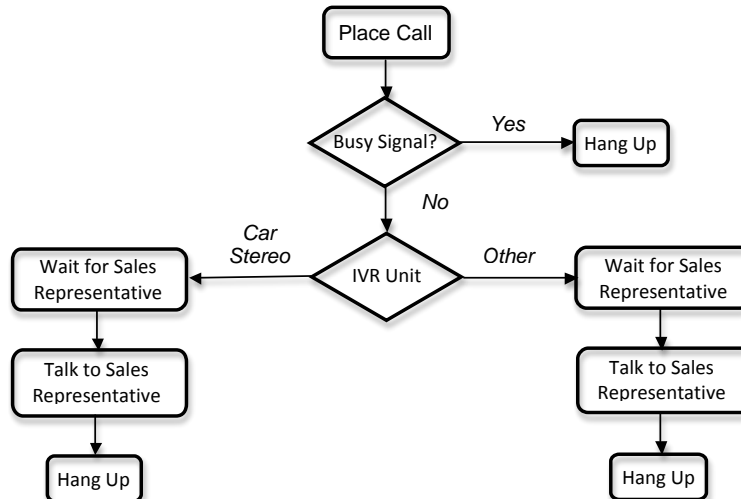 Place Call
Busy Signal?
Yes
Hang Up
No
Car
Stereo
IVR Unit
Other
Wait for Sales
Representative
Wait for Sales
Representative
Talk to Sales
Representative
Talk to Sales
Representative
Hang Up
Hang Up